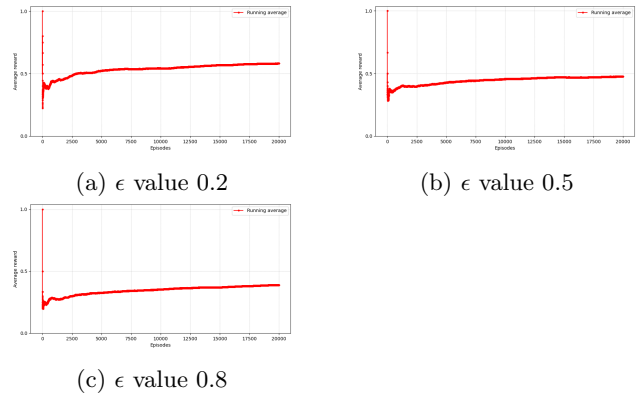 1.0
Running average
0.5
Average reward
0.0
0 2500 5000 7500 10000 12500 15000 17500 20000
Episodes
(a) ϵ value 0.2
1.0
Running average
0.5
Average reward
0.0
0 2500 5000 7500 10000 12500 15000 17500 20000
Episodes
(b) ϵ value 0.5
1.0
Running average
0.5
Average reward
0.0
0 2500 5000 7500 10000 12500 15000 17500 20000
Episodes
(c) ϵ value 0.8